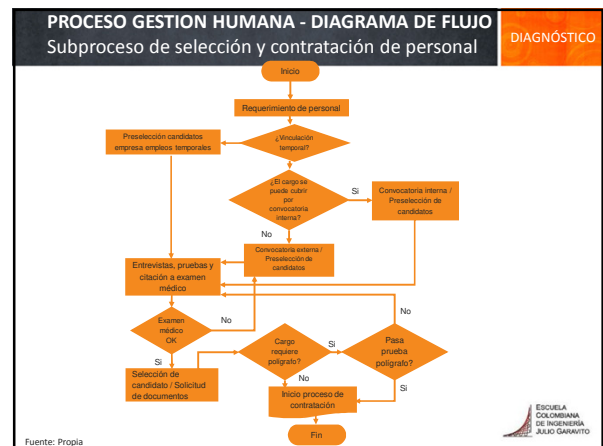 PROCESO GESTION HUMANA - DIAGRAMA DE FLUJO
Subproceso de selección y contratación de personal
DIAGNÓSTICO
Inicio
Requerimiento de personal
Preselección candidatos
empresa empleos temporales
¿Vinculación
temporal?
¿El cargo se
puede cubrir
por
convocatoria
interna?
Si
Convocatoria interna /
Preselección de
candidatos
No
Convocatoria externa /
Preselección de
candidatos
Entrevistas, pruebas y
citación a examen
médico
No
Examen
médico
OK
No
Cargo
requiere
polígrafo?
Si
Pasa
prueba
polígrafo?
Si
Selección de
candidato / Solicitud
de documentos
No
Si
Inicio proceso de
contratación
Fin
ESCUELA
COLOMBIANA
DE INGENIERÍA
JULIO GARAVITO
Fuente: Propia